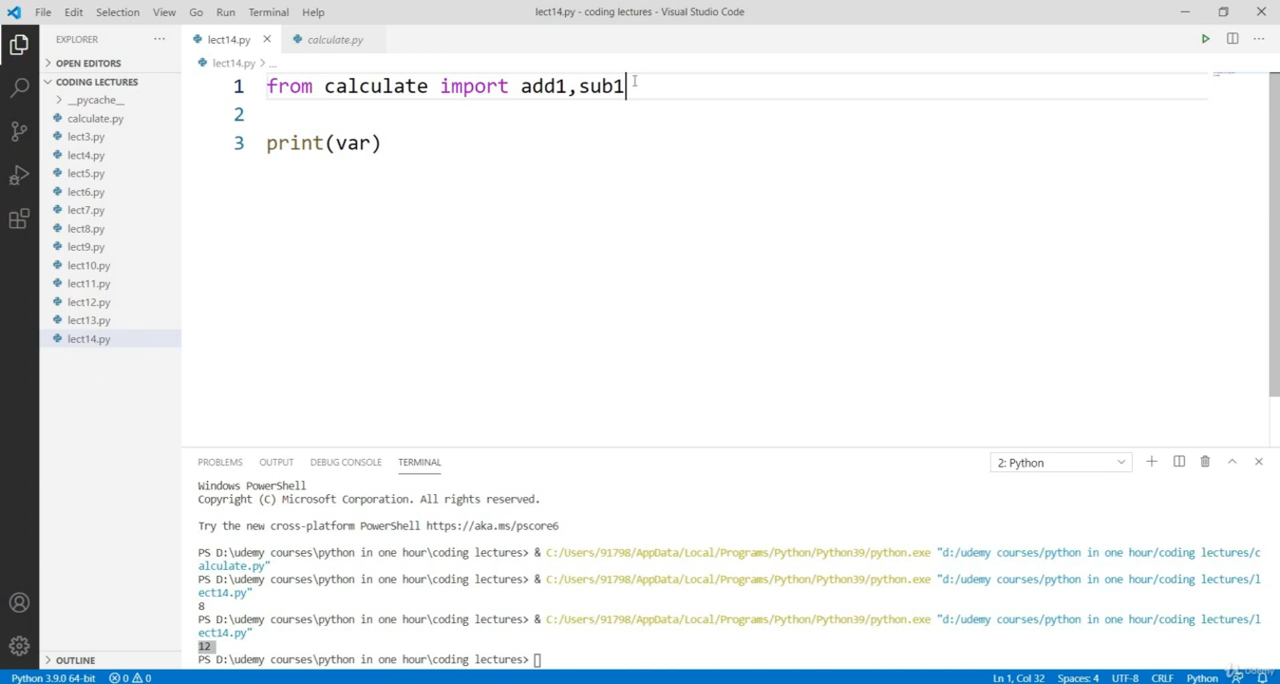 File Edit Selection View Go Run Terminal Help
lect14.py - coding lectures - Visual Studio Code
EXPLORER
OPEN EDITORS
CODING LECTURES
__pycache__
calculate.py
lect3.py
lect4.py
lect5.py
lect6.py
lect7.py
lect8.py
lect9.py
lect10.py
lect11.py
lect12.py
lect13.py
lect14.py
OUTLINE
lect14.py calculate.py
lect14.py > ...
1 from calculate import add1,sub1
2
3 print(var)
PROBLEMS OUTPUT DEBUG CONSOLE TERMINAL
2: Python
Windows PowerShell
Copyright (C) Microsoft Corporation. All rights reserved.
Try the new cross-platform PowerShell https://aka.ms/pscore6
PS D:\udemy courses\python in one hour\coding lectures> & C:/Users/91798/AppData/Local/Programs/Python/Python39/python.exe "d:/udemy courses/python in one hour/coding lectures/c
alculate.py"
PS D:\udemy courses\python in one hour\coding lectures> & C:/Users/91798/AppData/Local/Programs/Python/Python39/python.exe "d:/udemy courses/python in one hour/coding lectures/l
ect14.py"
8
PS D:\udemy courses\python in one hour\coding lectures> & C:/Users/91798/AppData/Local/Programs/Python/Python39/python.exe "d:/udemy courses/python in one hour/coding lectures/l
ect14.py"
12
PS D:\udemy courses\python in one hour\coding lectures>
Python 3.9.0 64-bit 0 0
Ln 1, Col 32 Spaces: 4 UTF-8 CRLF Python
Udemy